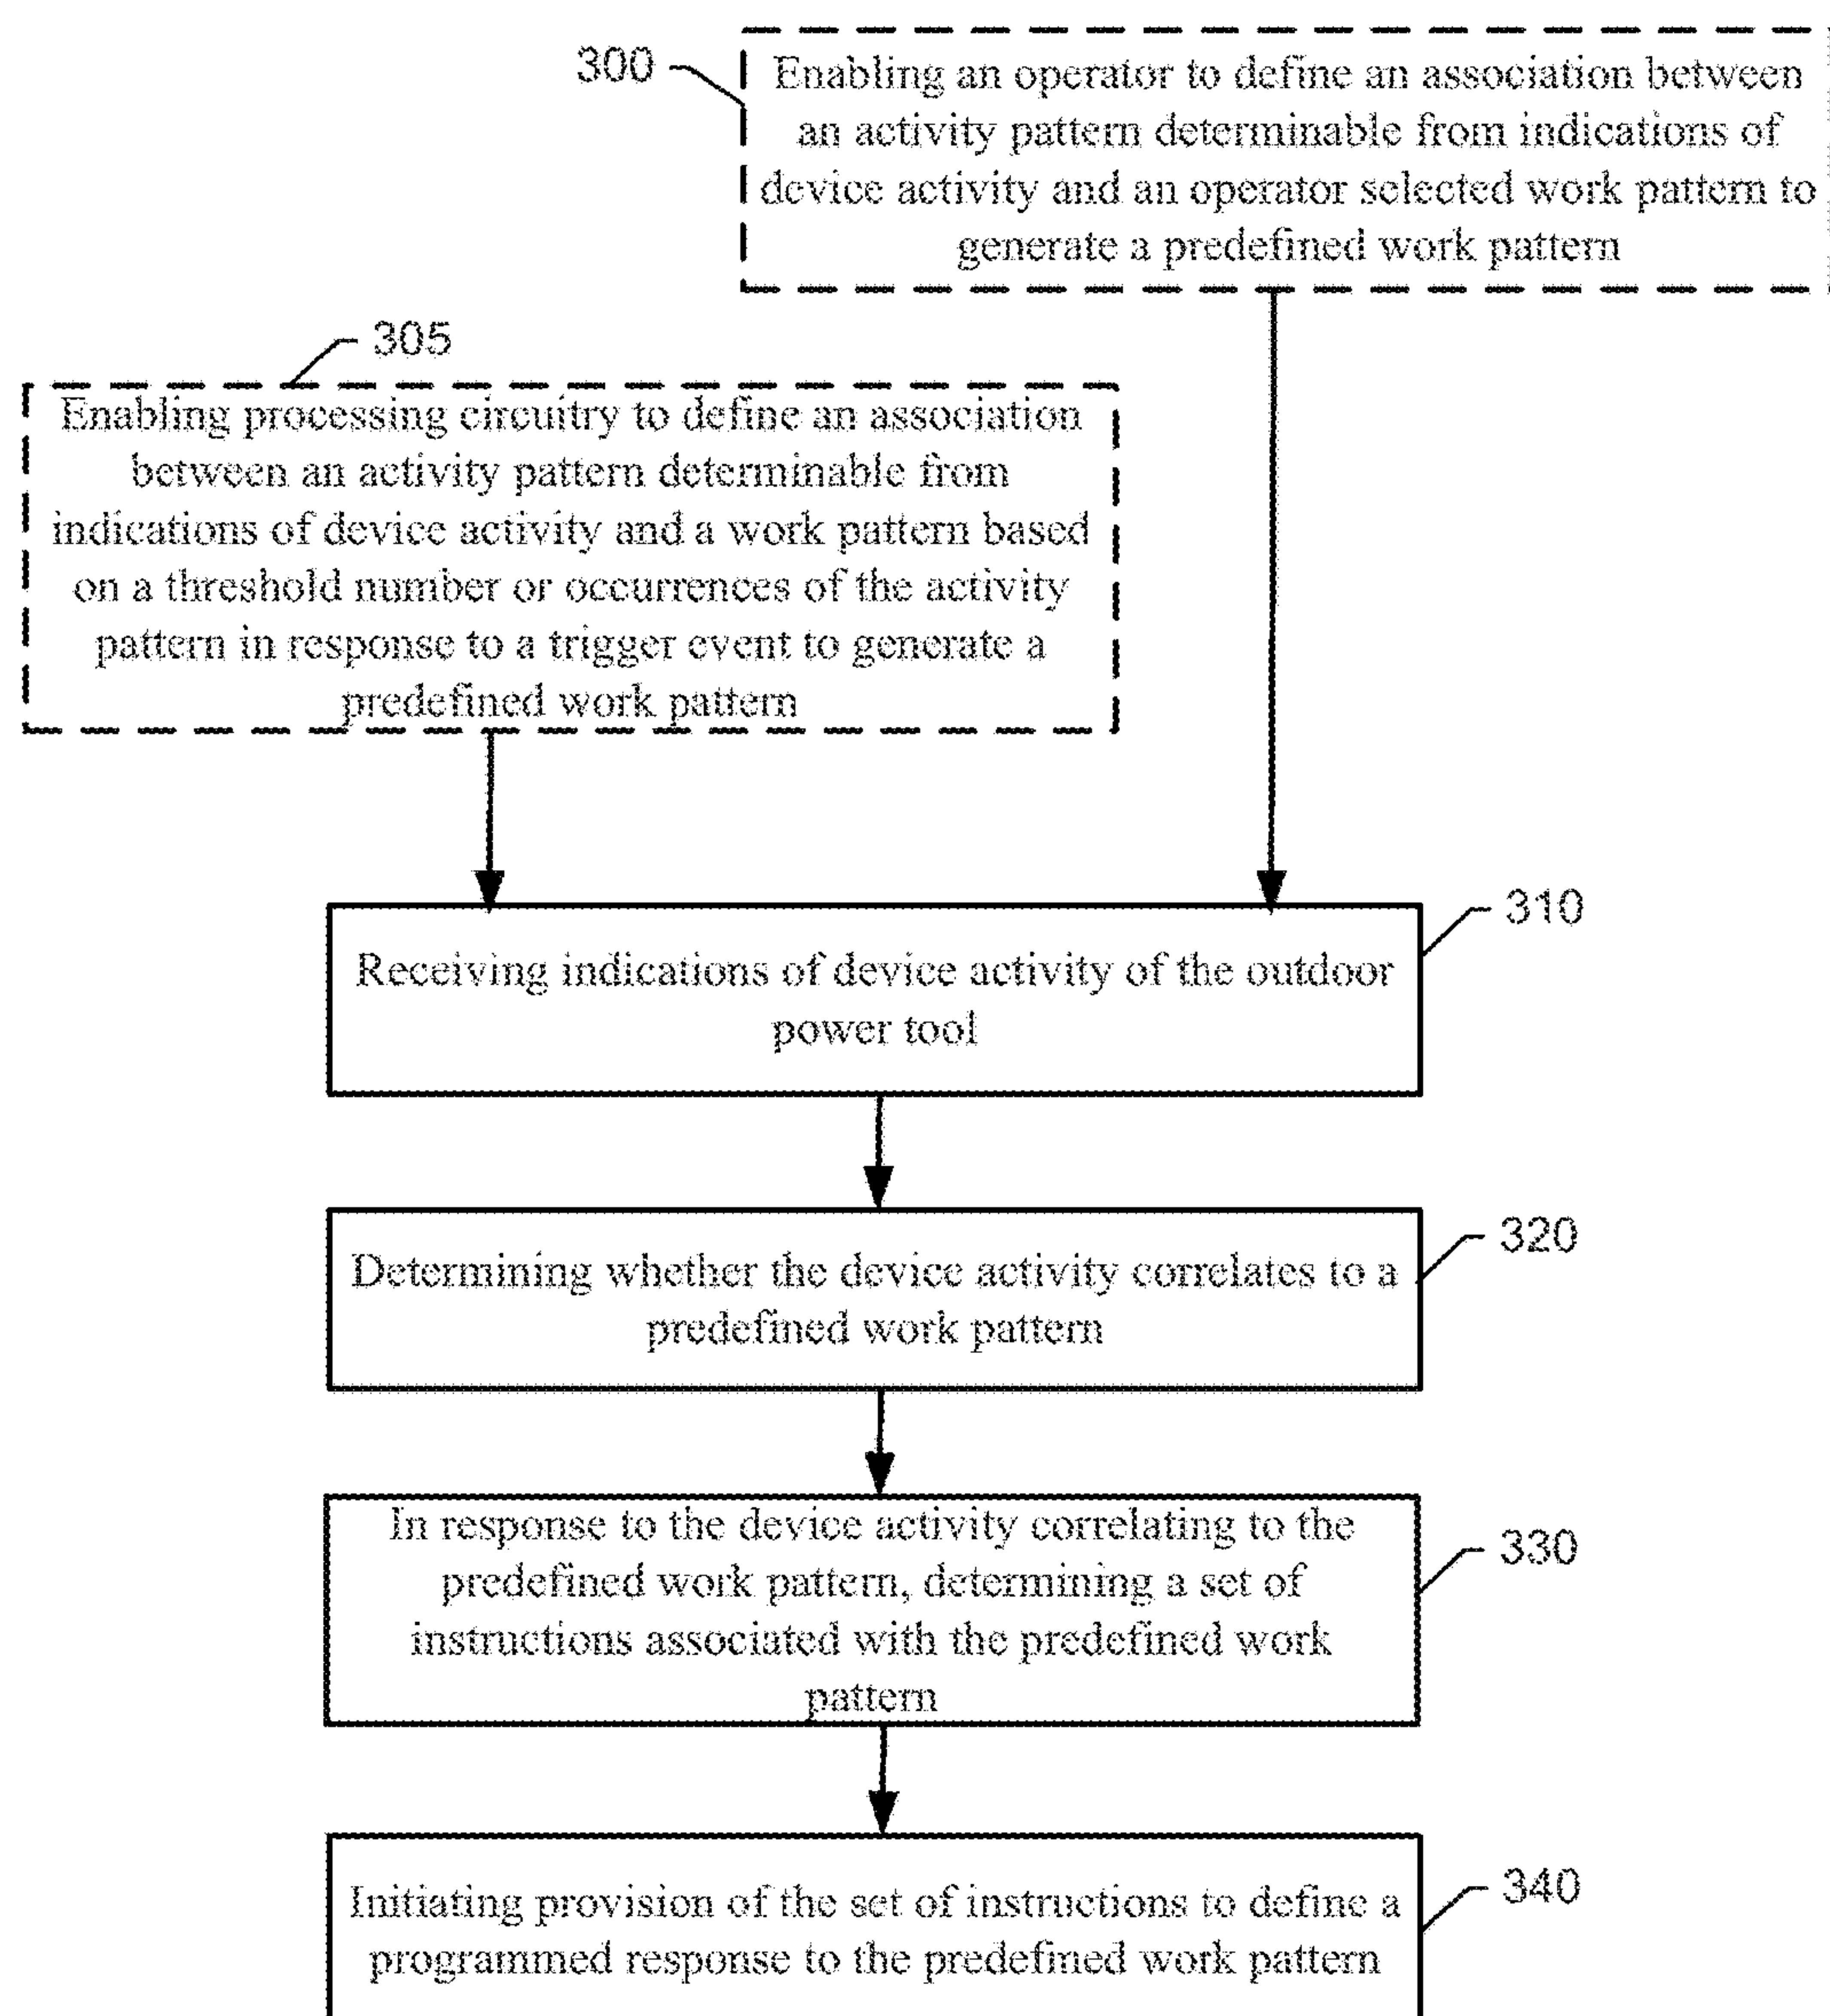 300
Enabling an operator to define an association between
an activity pattern determinable from indications of
device activity and an operator selected work pattern to
generate a predefined work pattern
305
Enabling processing circuitry to define an association
between an activity pattern determinable from
indications of device activity and a work pattern based
on a threshold number or occurrences of the activity
pattern in response to a trigger event to generate a
predefined work pattern
310
Receiving indications of device activity of the outdoor
power tool
320
Determining whether the device activity correlates to a
predefined work pattern
330
In response to the device activity correlating to the
predefined work pattern, determining a set of
instructions associated with the predefined work
pattern
340
Initiating provision of the set of instructions to define a
programmed response to the predefined work pattern